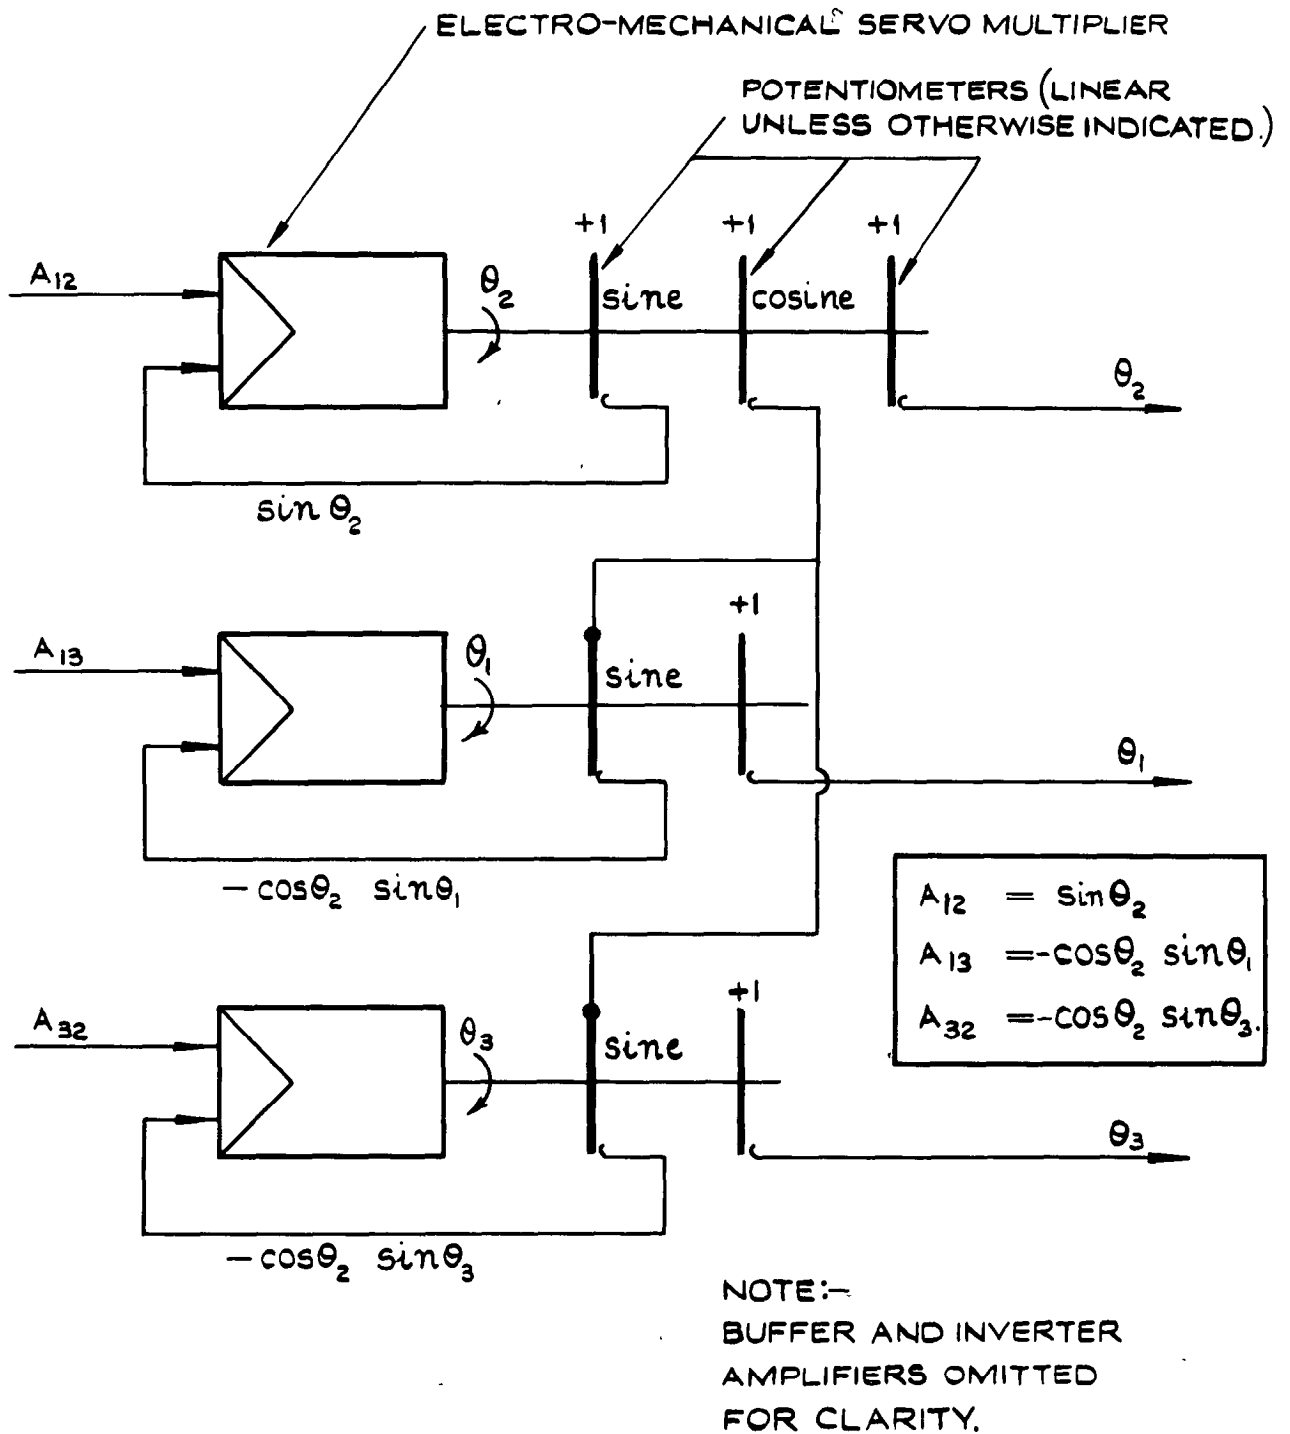 ELECTRO-MECHANICAL SERVO MULTIPLIER
POTENTIOMETERS (LINEAR
UNLESS OTHERWISE INDICATED.)
+1
+1
+1
A12
θ2
sine
cosine
θ2
sin θ2
+1
A13
θ1
sine
θ1
-cosθ2 sinθ1
A12 = sinθ2
A13 =-cosθ2 sinθ1
A32 =-cosθ2 sinθ3.
+1
A32
θ3
sine
θ3
-cosθ2 sinθ3
NOTE:-
BUFFER AND INVERTER
AMPLIFIERS OMITTED
FOR CLARITY.